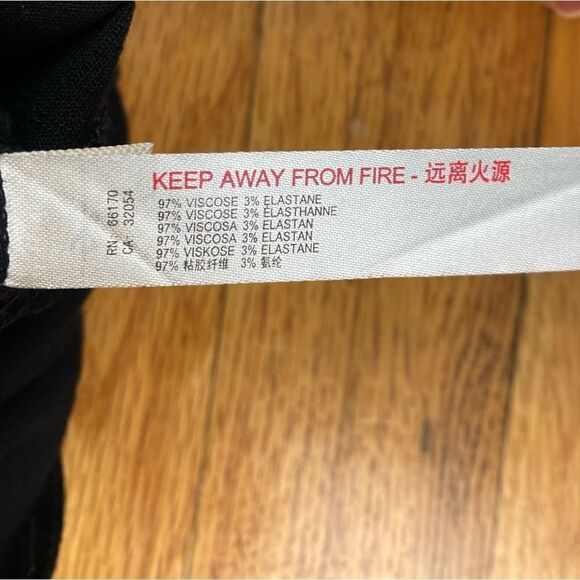 KEEP AWAY FROM FIRE - 远离火源
97% VISCOSE 3% ELASTANE
97% VISCOSE 3% ELASTHANNE
97% VISCOSA 3% ELASTAN
97% VISCOSA 3% ELASTAN
97% VISKOSE 3% ELASTANE
97% 粘胶纤维 3% 氨纶
RN. 66170
CA. 32054